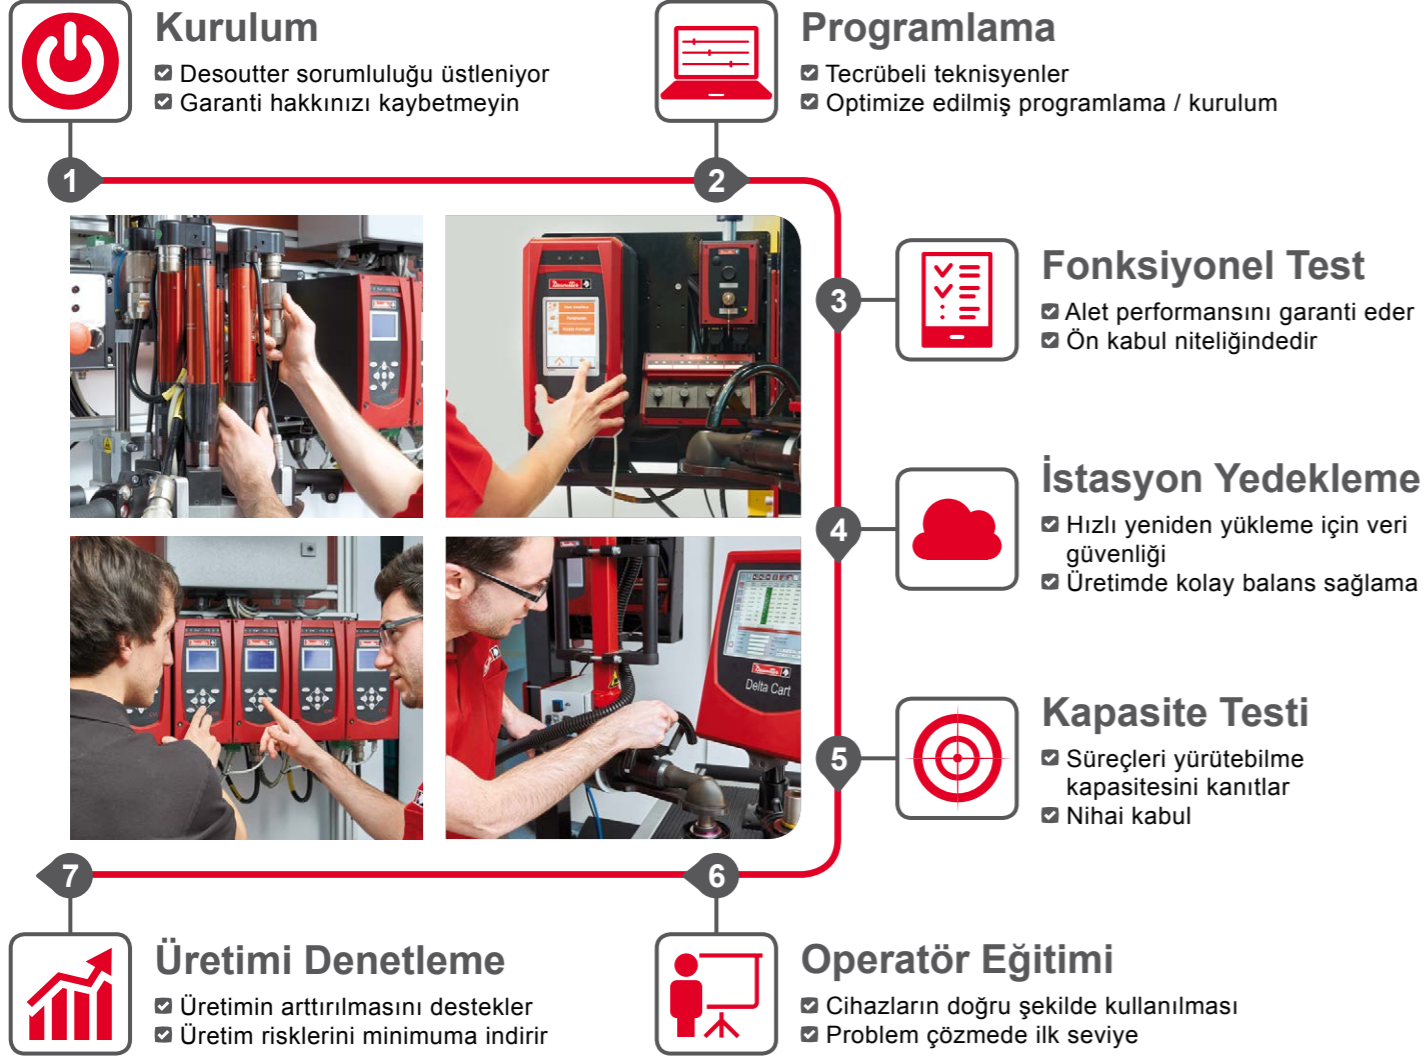 Kurulum
Desoutter sorumluluğu üstleniyor
Garanti hakkınızı kaybetmeyin
1
Programlama
Tecrübeli teknisyenler
Optimize edilmiş programlama / kurulum
2
3
Fonksiyonel Test
Alet performansını garanti eder
Ön kabul niteliğindedir
4
İstasyon Yedekleme
Hızlı yeniden yükleme için veri
güvenliği
Üretimde kolay balans sağlama
Delta Cart
5
Kapasite Testi
Süreçleri yürütebilme
kapasitesini kanıtlar
Nihai kabul
6
Operatör Eğitimi
Cihazların doğru şekilde kullanılması
Problem çözmede ilk seviye
7
Üretimi Denetleme
Üretimin arttırılmasını destekler
Üretim risklerini minimuma indirir